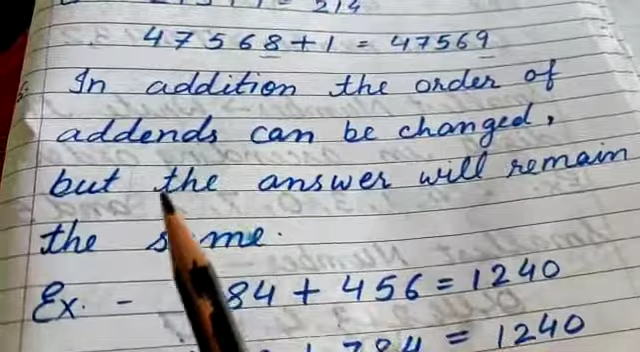 47568+1 = 47569
In addition the order of
addends can be changed,
but the answer will remain
the same.
Ex. - 84 + 456 = 1240
784 = 1240